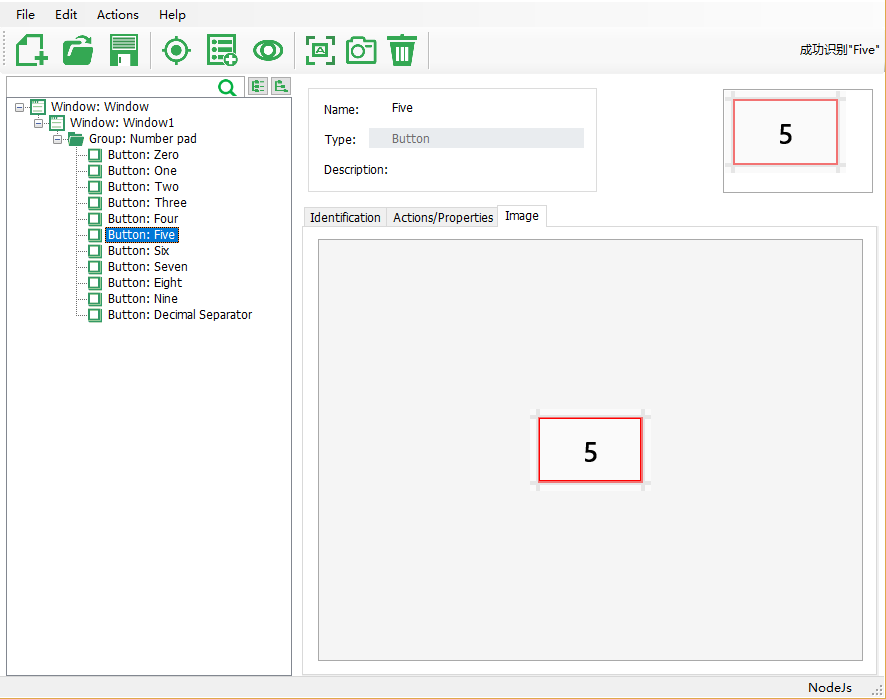 File Edit Actions Help
成功识别"Five"
Window: Window
Window: Window1
Group: Number pad
Button: Zero
Button: One
Button: Two
Button: Three
Button: Four
Button: Five
Button: Six
Button: Seven
Button: Eight
Button: Nine
Button: Decimal Separator
Name: Five
Type: Button
Description:
5
Identification Actions/Properties Image
5
NodeJs